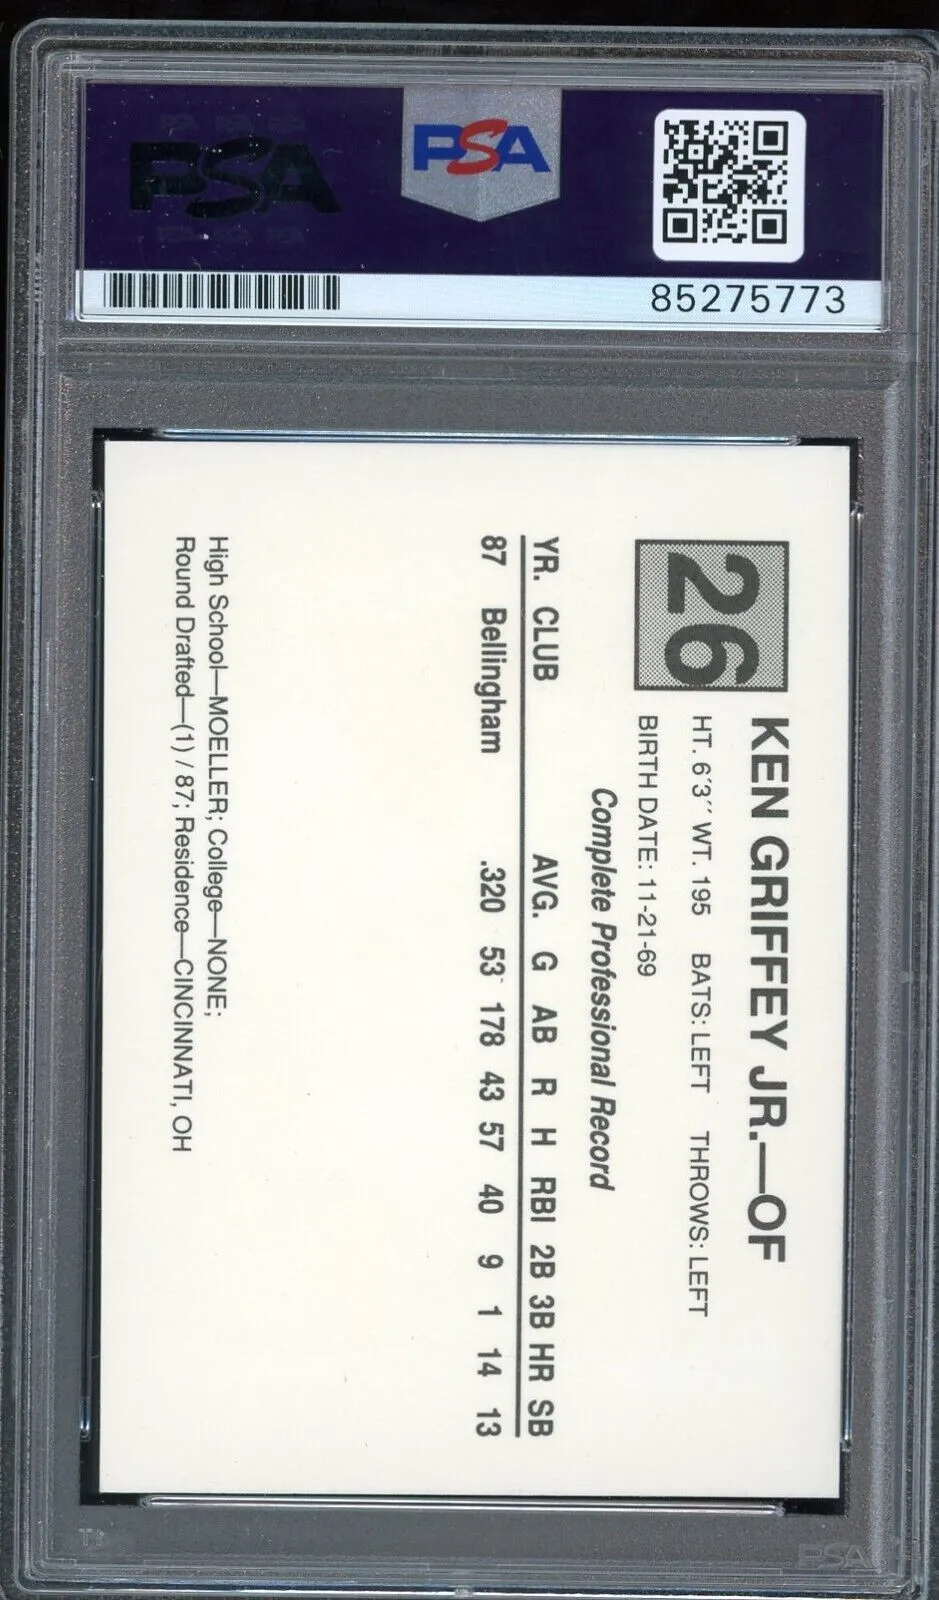 PSA
PSA
85275773
26
KEN GRIFFEY JR.—OF
HT. 6'3" WT. 195 BATS: LEFT THROWS: LEFT
BIRTH DATE: 11-21-69
Complete Professional Record
YR. CLUB AVG. G AB R H RBI 2B 3B HR SB
87 Bellingham .320 53 178 43 57 40 9 1 14 13
High School—MOELLER; College—NONE;
Round Drafted—(1) / 87; Residence—CINCINNATI, OH
PSA